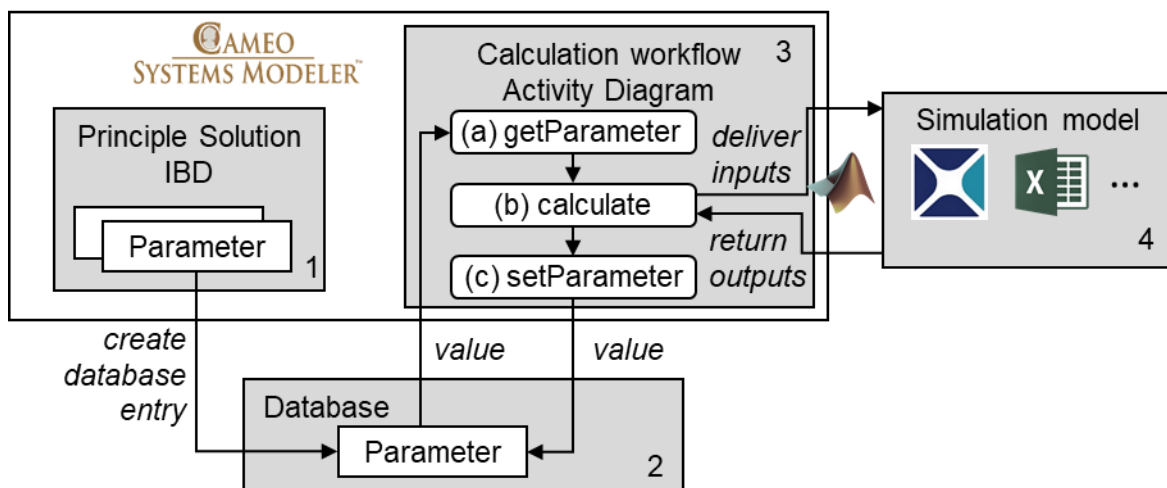 CAMEO
SYSTEMS MODELER™
Principle Solution
IBD
Parameter
1
Calculation workflow
Activity Diagram
3
(a) getParameter
(b) calculate
(c) setParameter
deliver
inputs
return
outputs
Simulation model
X
...
4
create
database
entry
value
value
Database
Parameter
2